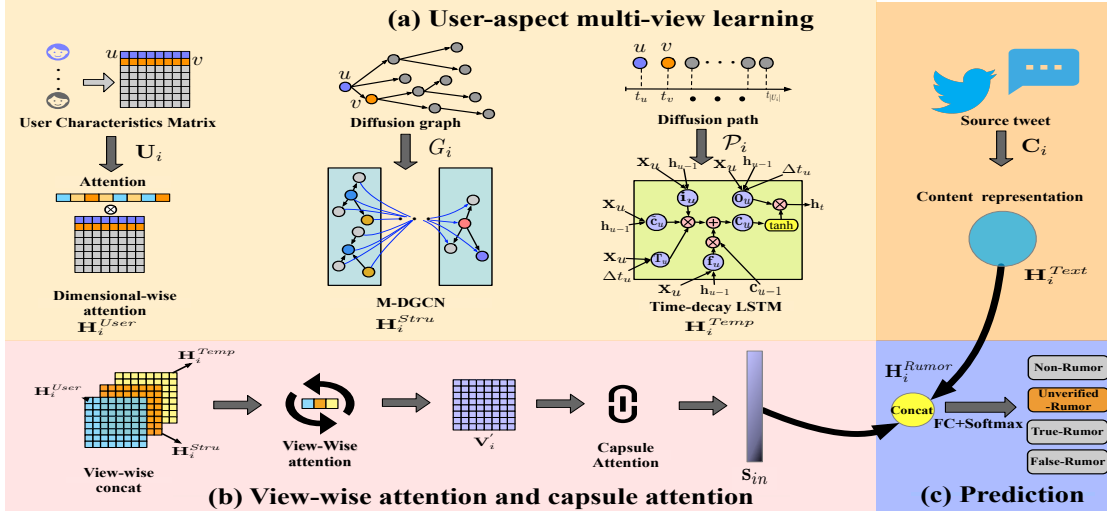 (a) User-aspect multi-view learning
u
v
User Characteristics Matrix
U_i
Attention
Dimensional-wise
attention
H_i^{User}
u
v
Diffusion graph
G_i
M-DGCN
H_i^{Stru}
u
v
t_u
t_v
t_{|U_i|}
Diffusion path
P_i
X_u
h_{u-1}
X_u
h_{u-1}
Δt_u
i_u
o_u
X_u
h_{u-1}
c_u
c_u
tanh
h_t
X_u
Δt_u
f_u
X_u
h_{u-1}
c_{u-1}
Time-decay LSTM
H_i^{Temp}
Source tweet
C_i
Content representation
H_i^{Text}
H_i^{Temp}
H_i^{User}
H_i^{Stru}
View-wise
concat
View-Wise
attention
V_i'
Capsule
Attention
S_{in}
(b) View-wise attention and capsule attention
H_i^{Rumor}
Concat
FC+Softmax
Non-Rumor
Unverified
-Rumor
True-Rumor
False-Rumor
(c) Prediction